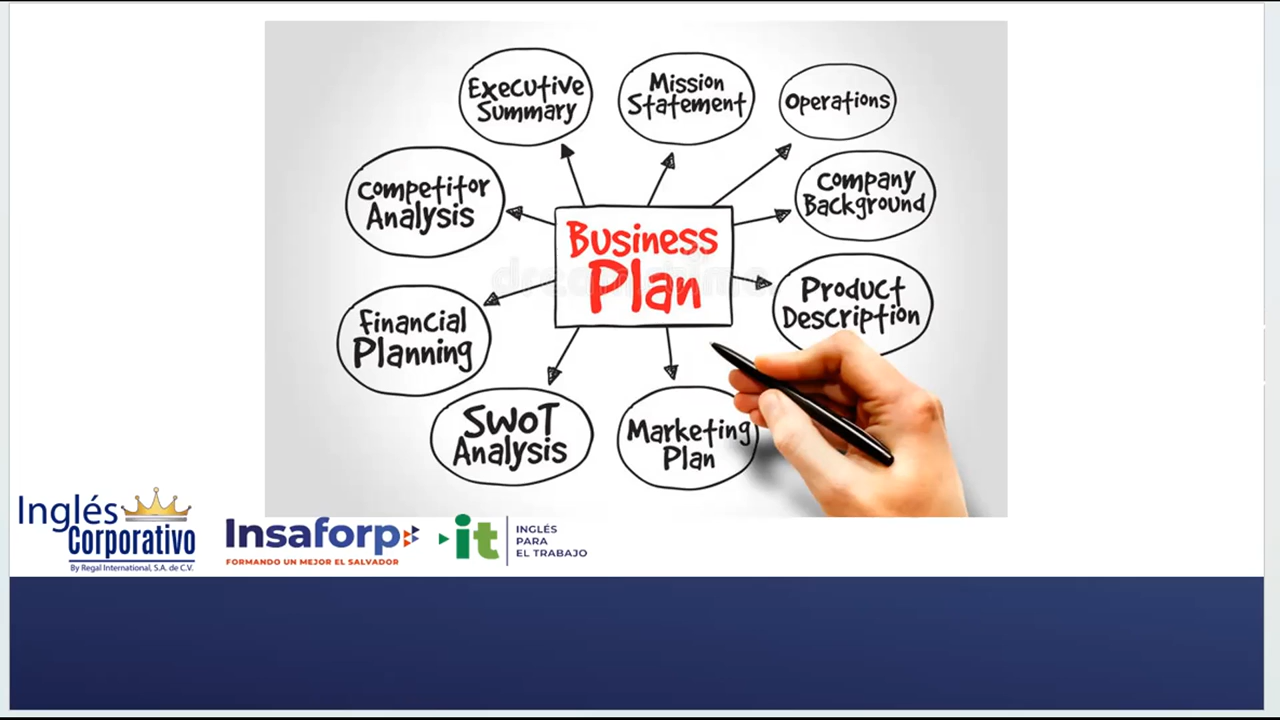 Executive
Summary
Mission
Statement
Operations
Competitor
Analysis
Company
Background
Business
Plan
dreamstime
Product
Description
Financial
Planning
SWOT
Analysis
Marketing
Plan
Inglés
Corporativo
By Regal International, S.A. de C.V.
Insaforp
FORMANDO UN MEJOR EL SALVADOR
it
INGLÉS
PARA
EL TRABAJO